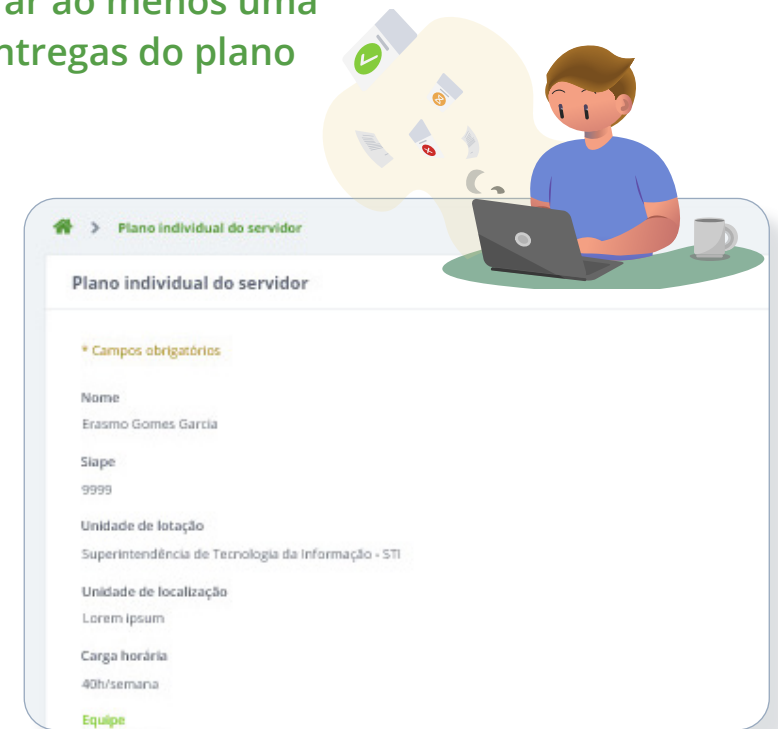 ar ao menos uma
ntregas do plano
> Plano individual do servidor
Plano individual do servidor
* Campos obrigatórios
Nome
Erasmo Gomes Garcia
Siape
9999
Unidade de lotação
Superintendência de Tecnologia da Informação - STI
Unidade de localização
Lorem ipsum
Carga horária
40h/semana
Equipe